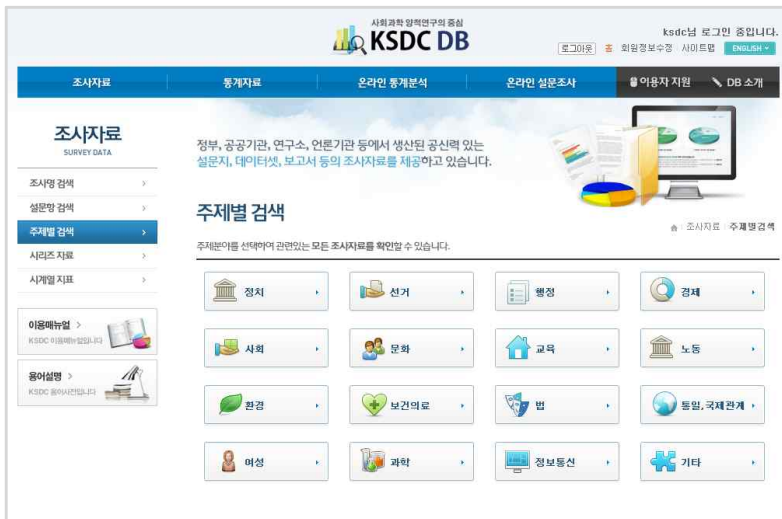 사회과학 양적연구의 중심
KSDC DB
ksdc님 로그인 중입니다.
로그아웃 홈 회원정보수정 사이트맵 ENGLISH
조사자료 통계자료 온라인 통계분석 온라인 설문조사 이용자 지원 DB 소개
조사자료
SURVEY DATA
조사명 검색
설문항 검색
주제별 검색
시리즈 자료
시계열 지표
이용매뉴얼
KSDC 이용매뉴얼입니다
용어설명
KSDC 용어사전입니다
정부, 공공기관, 연구소, 언론기관 등에서 생산된 공신력 있는
설문지, 데이터셋, 보고서 등의 조사자료를 제공하고 있습니다.
주제별 검색
조사자료 주제별검색
주제분야를 선택하여 관련있는 모든 조사자료를 확인할 수 있습니다.
정치 선거 행정 경제
사회 문화 교육 노동
환경 보건의료 법 통일,국제관계
여성 과학 정보통신 기타